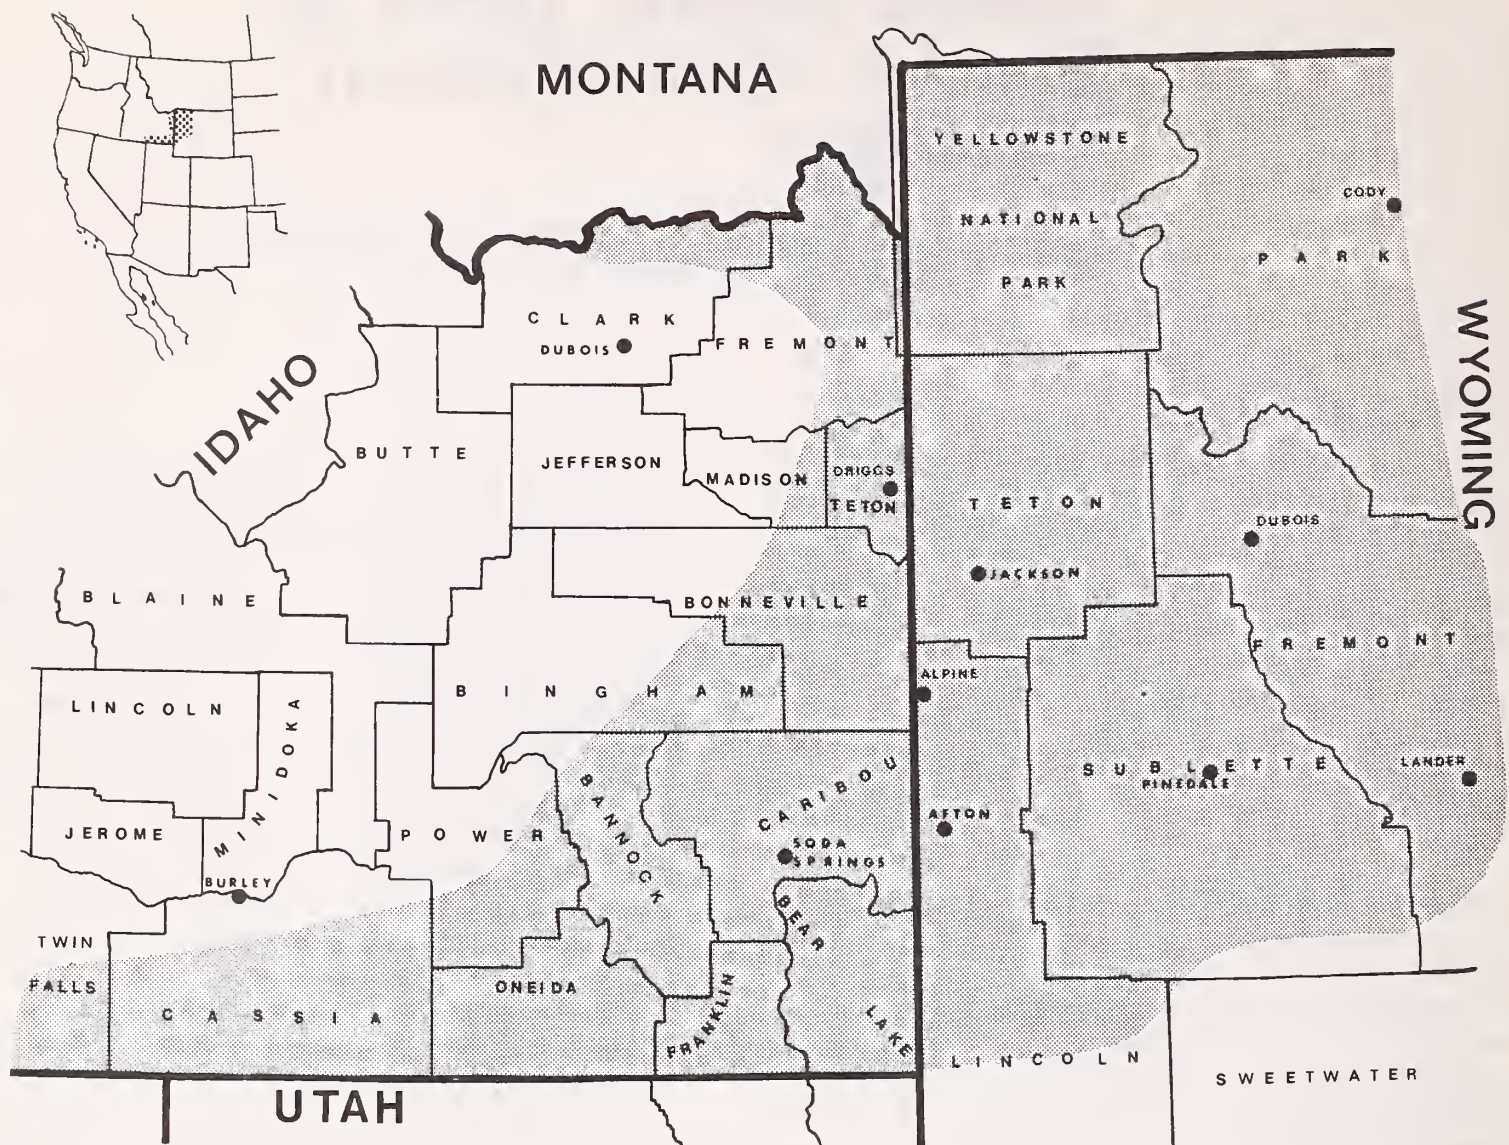 MONTANA
YELLOWSTONE
NATIONAL
PARK
CODY
PARK
WYOMING
IDAHO
CLARK
DUBOIS
FREMONT
BUTTE
JEFFERSON
MADISON
DRIGGS
TETON
TETON
JACKSON
DUBOIS
BLAINE
BONNEVILLE
FREMONT
LINCOLN
MINIDOKA
BINGHAM
ALPINE
BANNOCK
CARIBOU
SUBLETTE
PINEDALE
LANDER
JEROME
POWER
SODA
SPRINGS
AFTON
BURLEY
BEAR
LAKE
TWIN
FALLS
CASSIA
ONEIDA
FRANKLIN
LINCOLN
SWEETWATER
UTAH